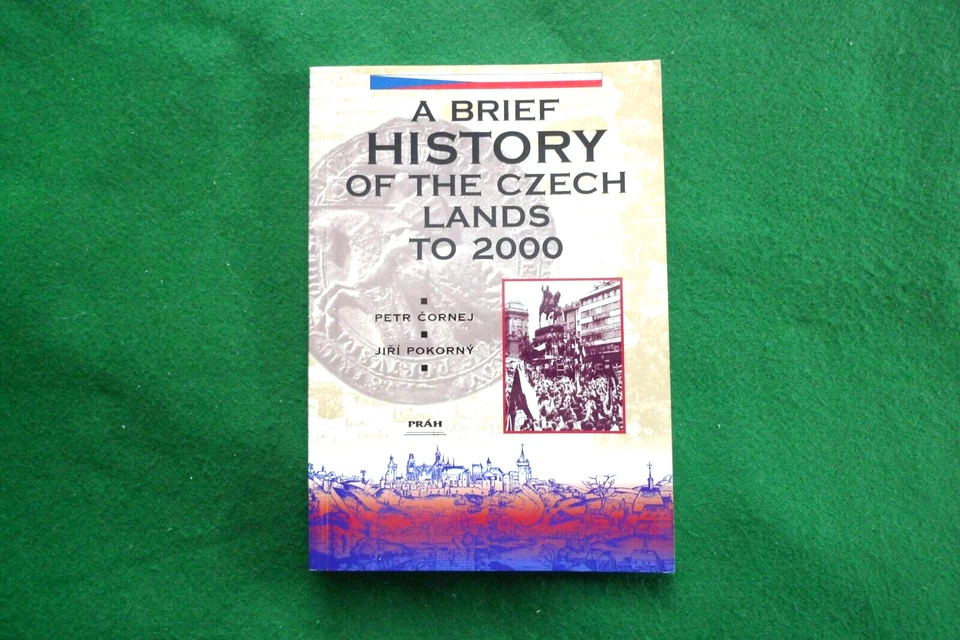 A BRIEF
HISTORY
OF THE CZECH
LANDS
TO 2000
PETR ČORNEJ
JIŘÍ POKORNÝ
PRÁH